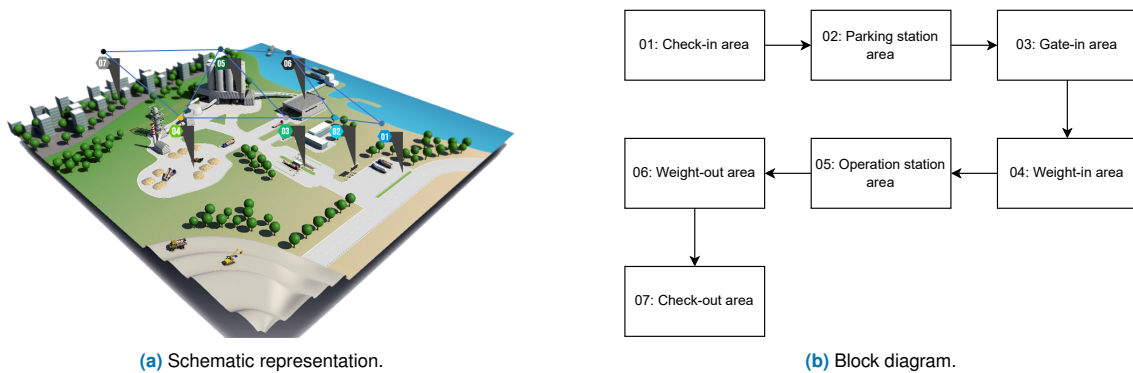 07
05
06
04
03
02
01
(a) Schematic representation.
01: Check-in area
02: Parking station
area
03: Gate-in area
06: Weight-out area
05: Operation station
area
04: Weight-in area
07: Check-out area
(b) Block diagram.